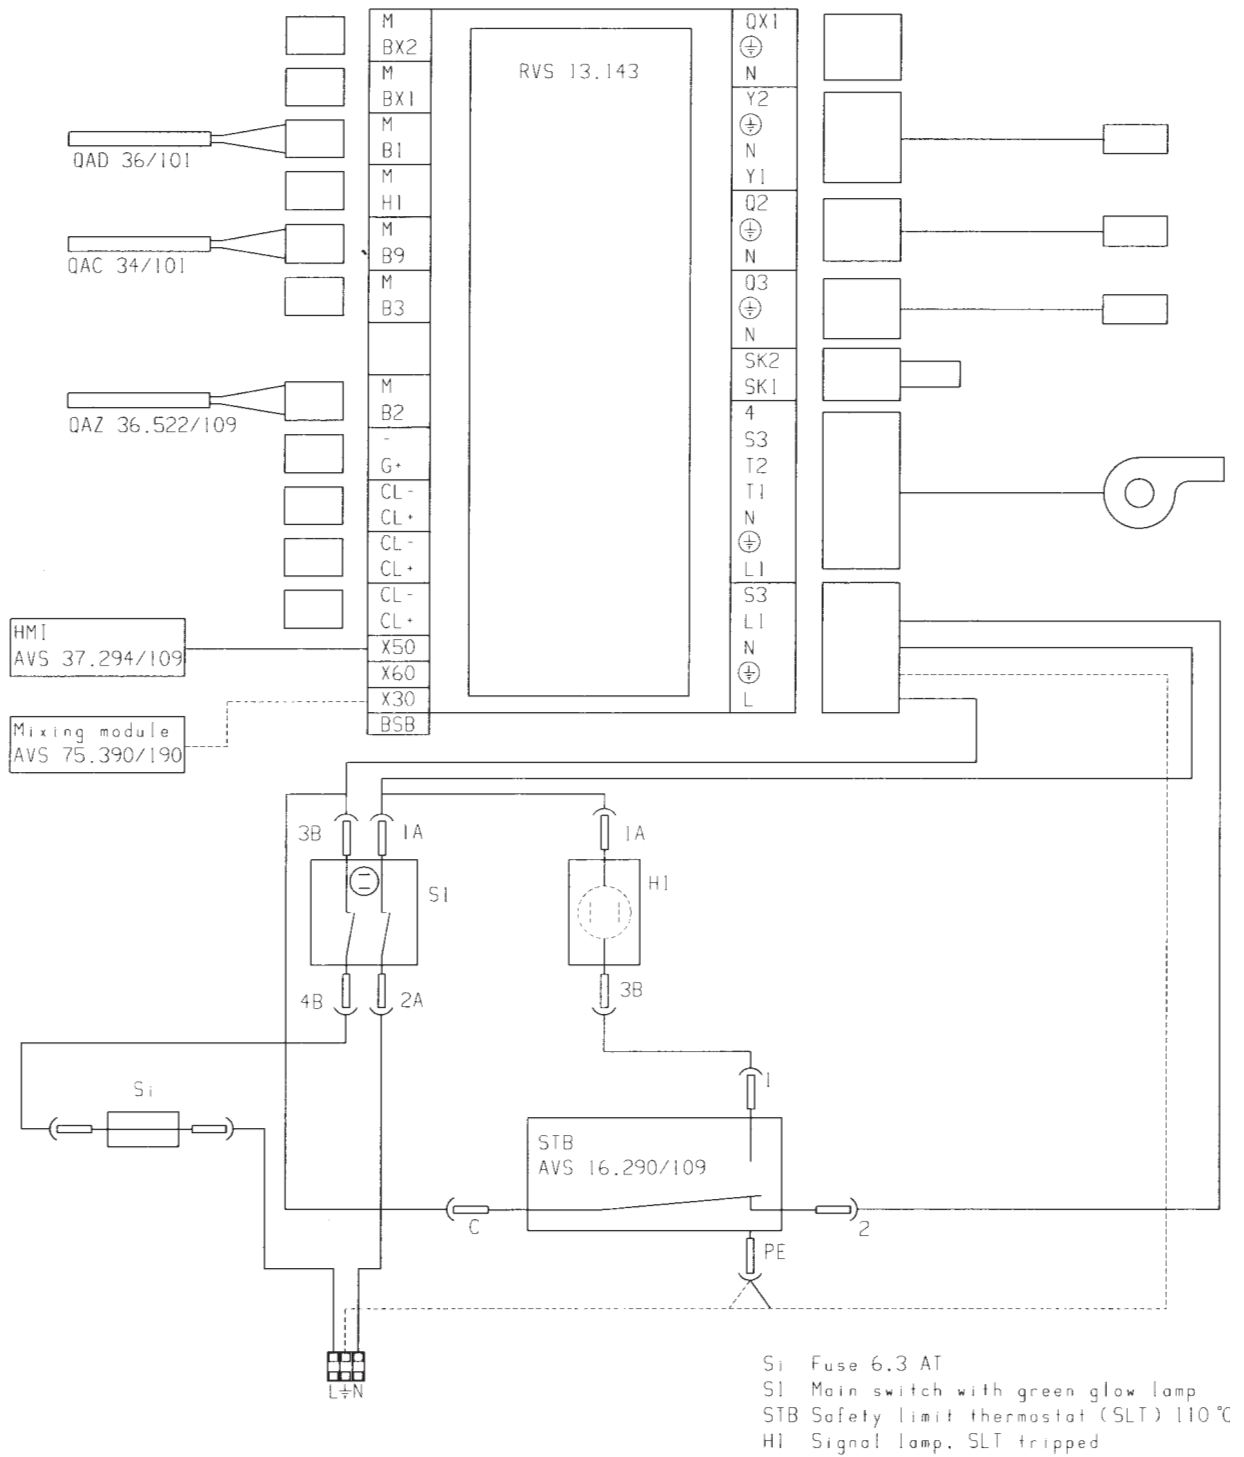 M
BX2
M
BX1
M
B1
M
H1
M
B9
M
B3
M
B2
-
G+
CL-
CL+
CL-
CL+
CL-
CL+
X50
X60
X30
BSB
RVS 13.143
QX1
N
Y2
N
Y1
Q2
N
Q3
N
SK2
SK1
4
S3
T2
T1
N
L1
S3
L1
N
L
QAD 36/101
QAC 34/101
QAZ 36.522/109
HMI
AVS 37.294/109
Mixing module
AVS 75.390/190
3B
1A
S1
4B
2A
1A
H1
3B
Si
1
STB
AVS 16.290/109
C
2
PE
L⏚N
Si Fuse 6.3 AT
S1 Main switch with green glow lamp
STB Safety limit thermostat (SLT) 110°C
H1 Signal lamp, SLT tripped